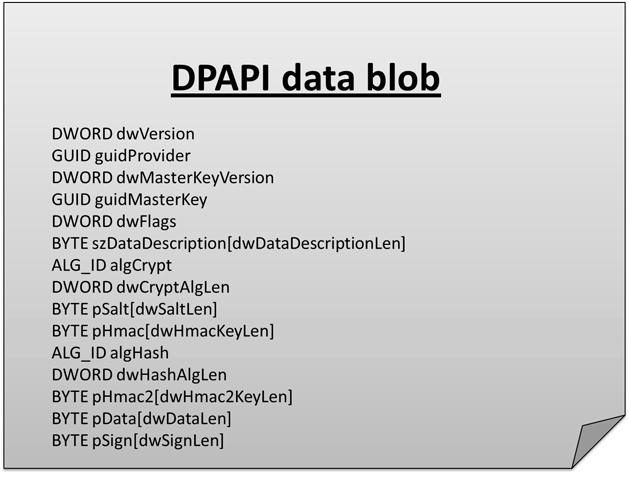 DPAPI data blob
DWORD dwVersion
GUID guidProvider
DWORD dwMasterKeyVersion
GUID guidMasterKey
DWORD dwFlags
BYTE szDataDescription[dwDataDescriptionLen]
ALG_ID algCrypt
DWORD dwCryptAlgLen
BYTE pSalt[dwSaltLen]
BYTE pHmac[dwHmacKeyLen]
ALG_ID algHash
DWORD dwHashAlgLen
BYTE pHmac2[dwHmac2KeyLen]
BYTE pData[dwDataLen]
BYTE pSign[dwSignLen]